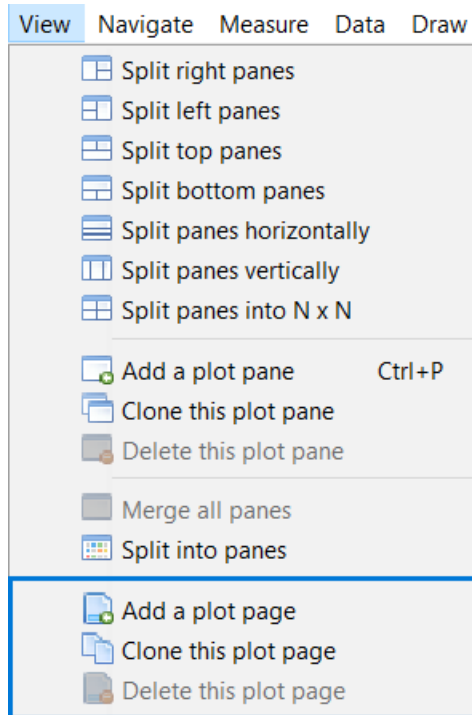 View Navigate Measure Data Draw
Split right panes
Split left panes
Split top panes
Split bottom panes
Split panes horizontally
Split panes vertically
Split panes into N x N
Add a plot pane Ctrl+P
Clone this plot pane
Delete this plot pane
Merge all panes
Split into panes
Add a plot page
Clone this plot page
Delete this plot page